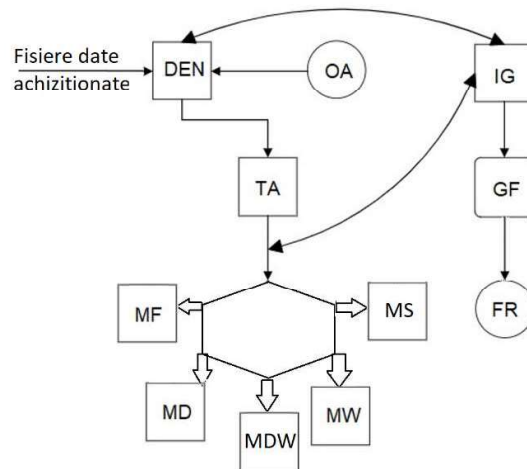 Fisiere date
achizitionate
DEN
OA
IG
TA
GF
MF
MS
FR
MD
MDW
MW